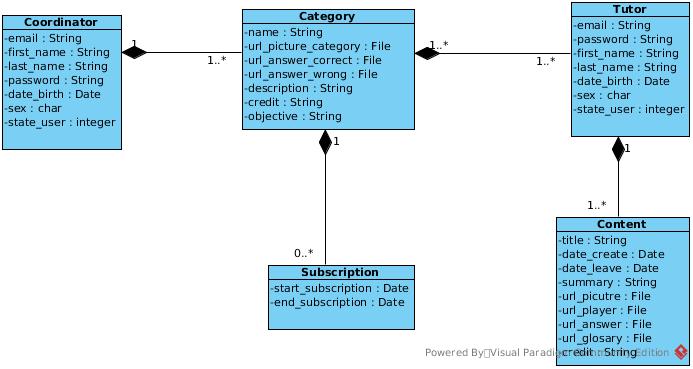 Coordinator
-email : String
-first_name : String
-last_name : String
-password : String
-date_birth : Date
-sex : char
-state_user : integer
1
1..*
Category
-name : String
-url_picture_category : File
-url_answer_correct : File
-url_answer_wrong : File
-description : String
-credit : String
-objective : String
1..*
1..*
Tutor
-email : String
-password : String
-first_name : String
-last_name : String
-date_birth : Date
-sex : char
-state_user : integer
1
0..*
Subscription
-start_subscription : Date
-end_subscription : Date
1
1..*
Content
-title : String
-date_create : Date
-date_leave : Date
-summary : String
-url_picutre : File
-url_player : File
-url_answer : File
-url_glosary : File
-credit : String
Powered By Visual Paradigm Community Edition